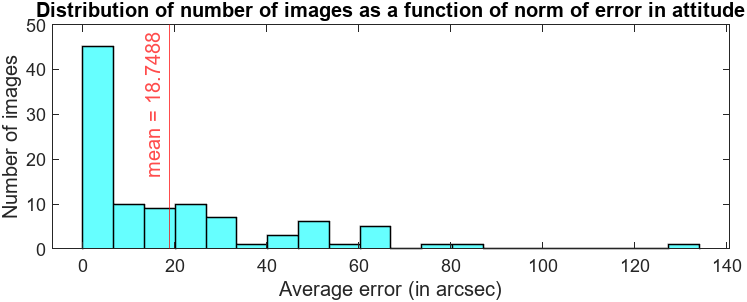 Distribution of number of images as a function of norm of error in attitude
50
40
30
20
10
0
Number of images
mean = 18.7488
0 20 40 60 80 100 120 140
Average error (in arcsec)